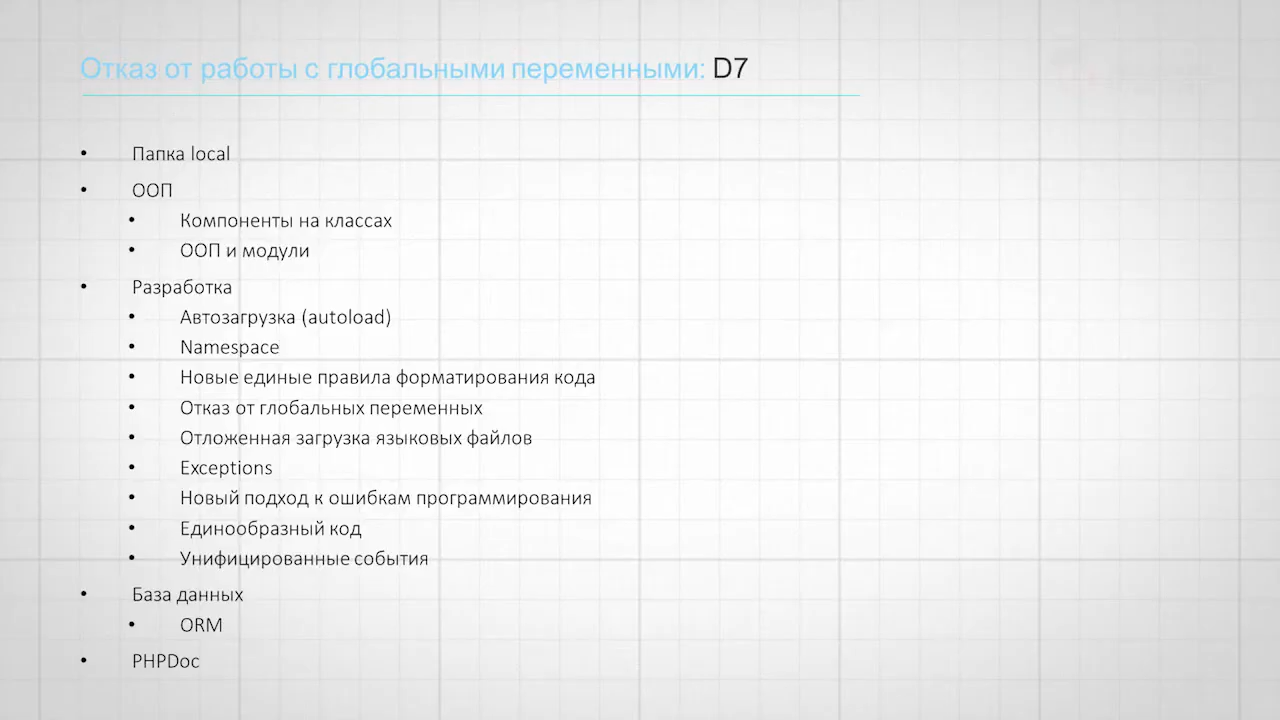 Отказ от работы с глобальными переменными: D7
• Папка local
• ООП
• Компоненты на классах
• ООП и модули
• Разработка
• Автозагрузка (autoload)
• Namespace
• Новые единые правила форматирования кода
• Отказ от глобальных переменных
• Отложенная загрузка языковых файлов
• Exceptions
• Новый подход к ошибкам программирования
• Единообразный код
• Унифицированные события
• База данных
• ORM
• PHPDoc